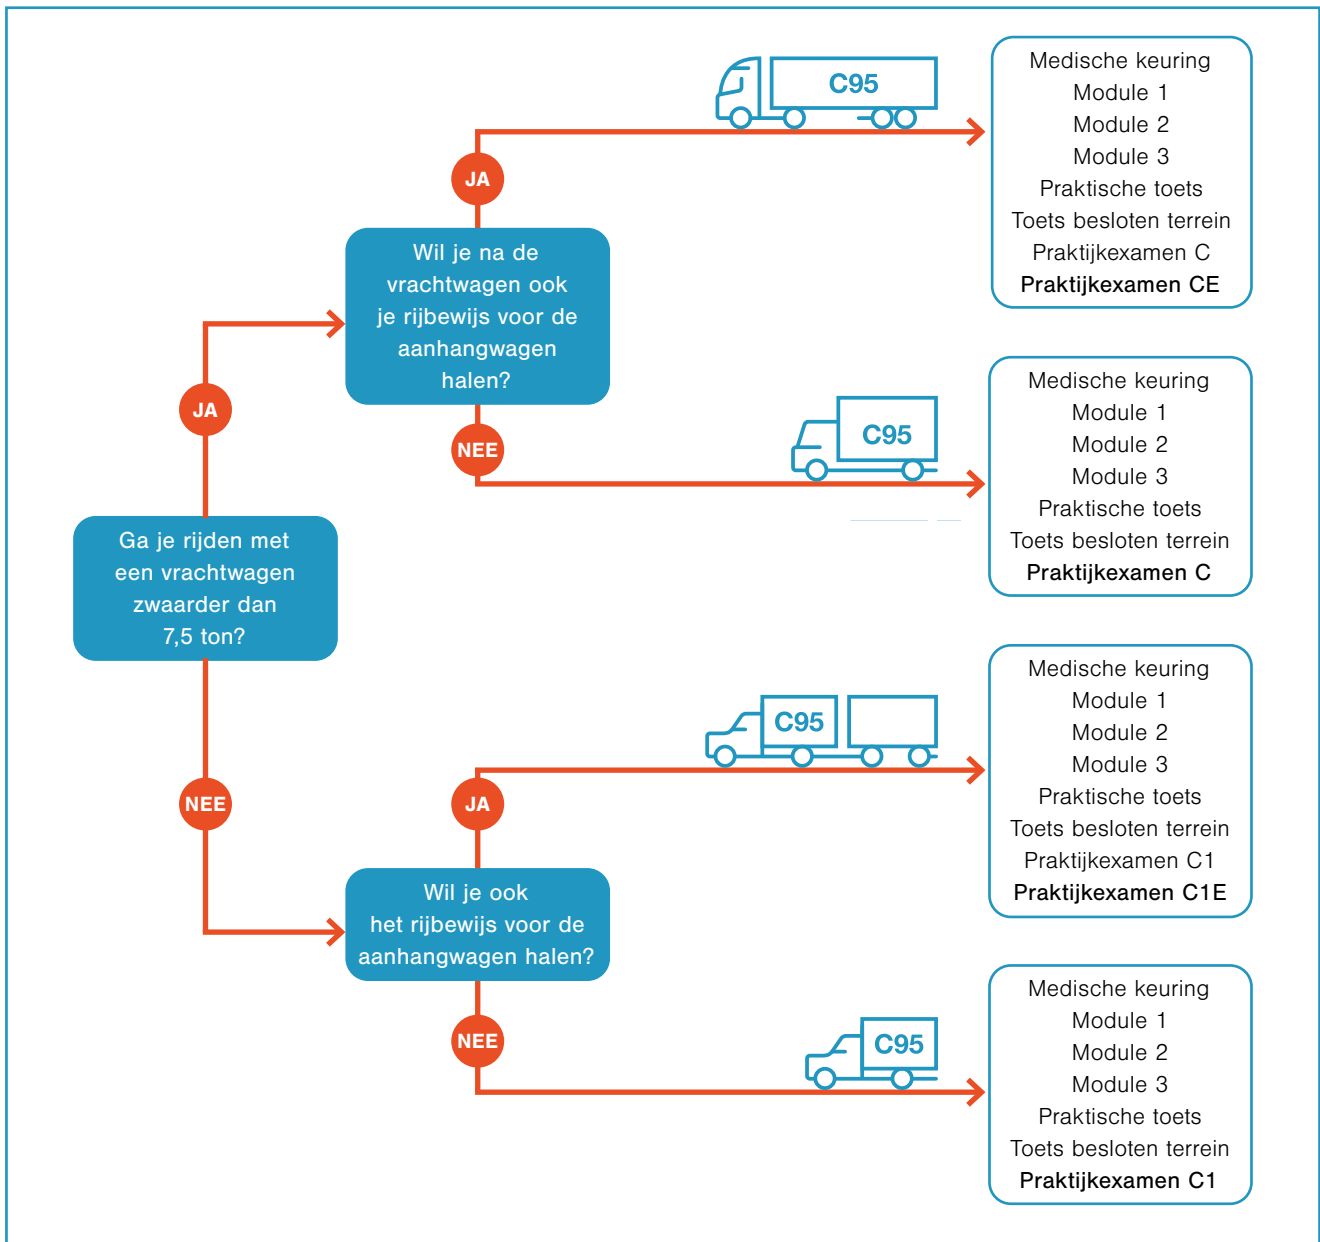 C95
Medische keuring
Module 1
Module 2
Module 3
Praktische toets
Toets besloten terrein
Praktijkexamen C
Praktijkexamen CE
JA
Wil je na de
vrachtwagen ook
je rijbewijs voor de
aanhangwagen
halen?
JA
NEE
C95
Medische keuring
Module 1
Module 2
Module 3
Praktische toets
Toets besloten terrein
Praktijkexamen C
Ga je rijden met
een vrachtwagen
zwaarder dan
7,5 ton?
C95
Medische keuring
Module 1
Module 2
Module 3
Praktische toets
Toets besloten terrein
Praktijkexamen C1
Praktijkexamen C1E
NEE
JA
Wil je ook
het rijbewijs voor de
aanhangwagen halen?
NEE
C95
Medische keuring
Module 1
Module 2
Module 3
Praktische toets
Toets besloten terrein
Praktijkexamen C1